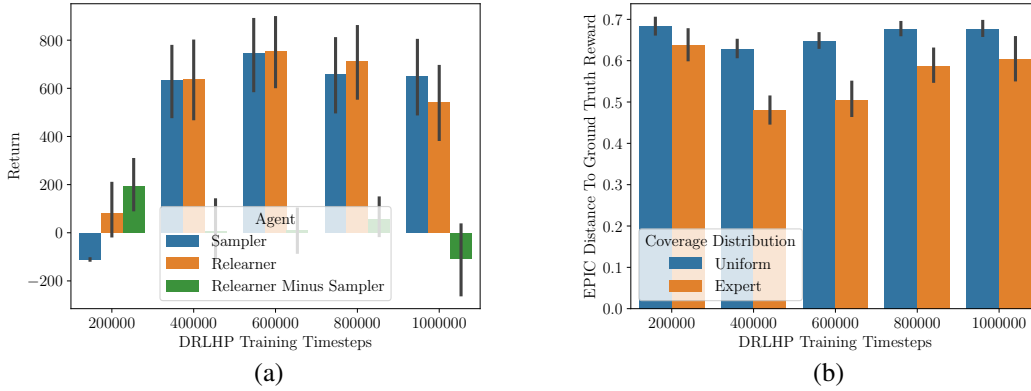 800
600
400
200
0
−200
Return
Agent
Sampler
Relearner
Relearner Minus Sampler
200000 400000 600000 800000 1000000
DRLHP Training Timesteps
(a)
0.7
0.6
0.5
0.4
0.3
0.2
0.1
0.0
EPIC Distance To Ground Truth Reward
Coverage Distribution
Uniform
Expert
200000 400000 600000 800000 1000000
DRLHP Training Timesteps
(b)